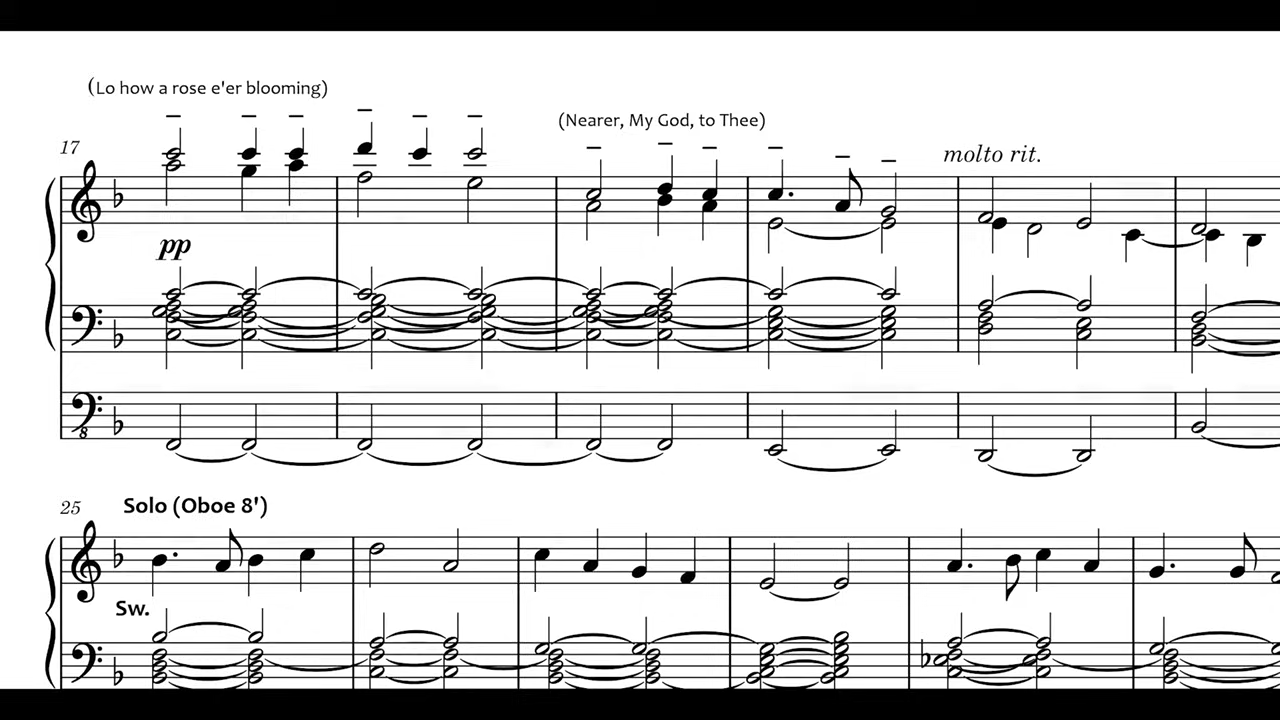 (Lo how a rose e'er blooming)
(Nearer, My God, to Thee)
17
molto rit.
pp
8
25
Solo (Oboe 8')
Sw.